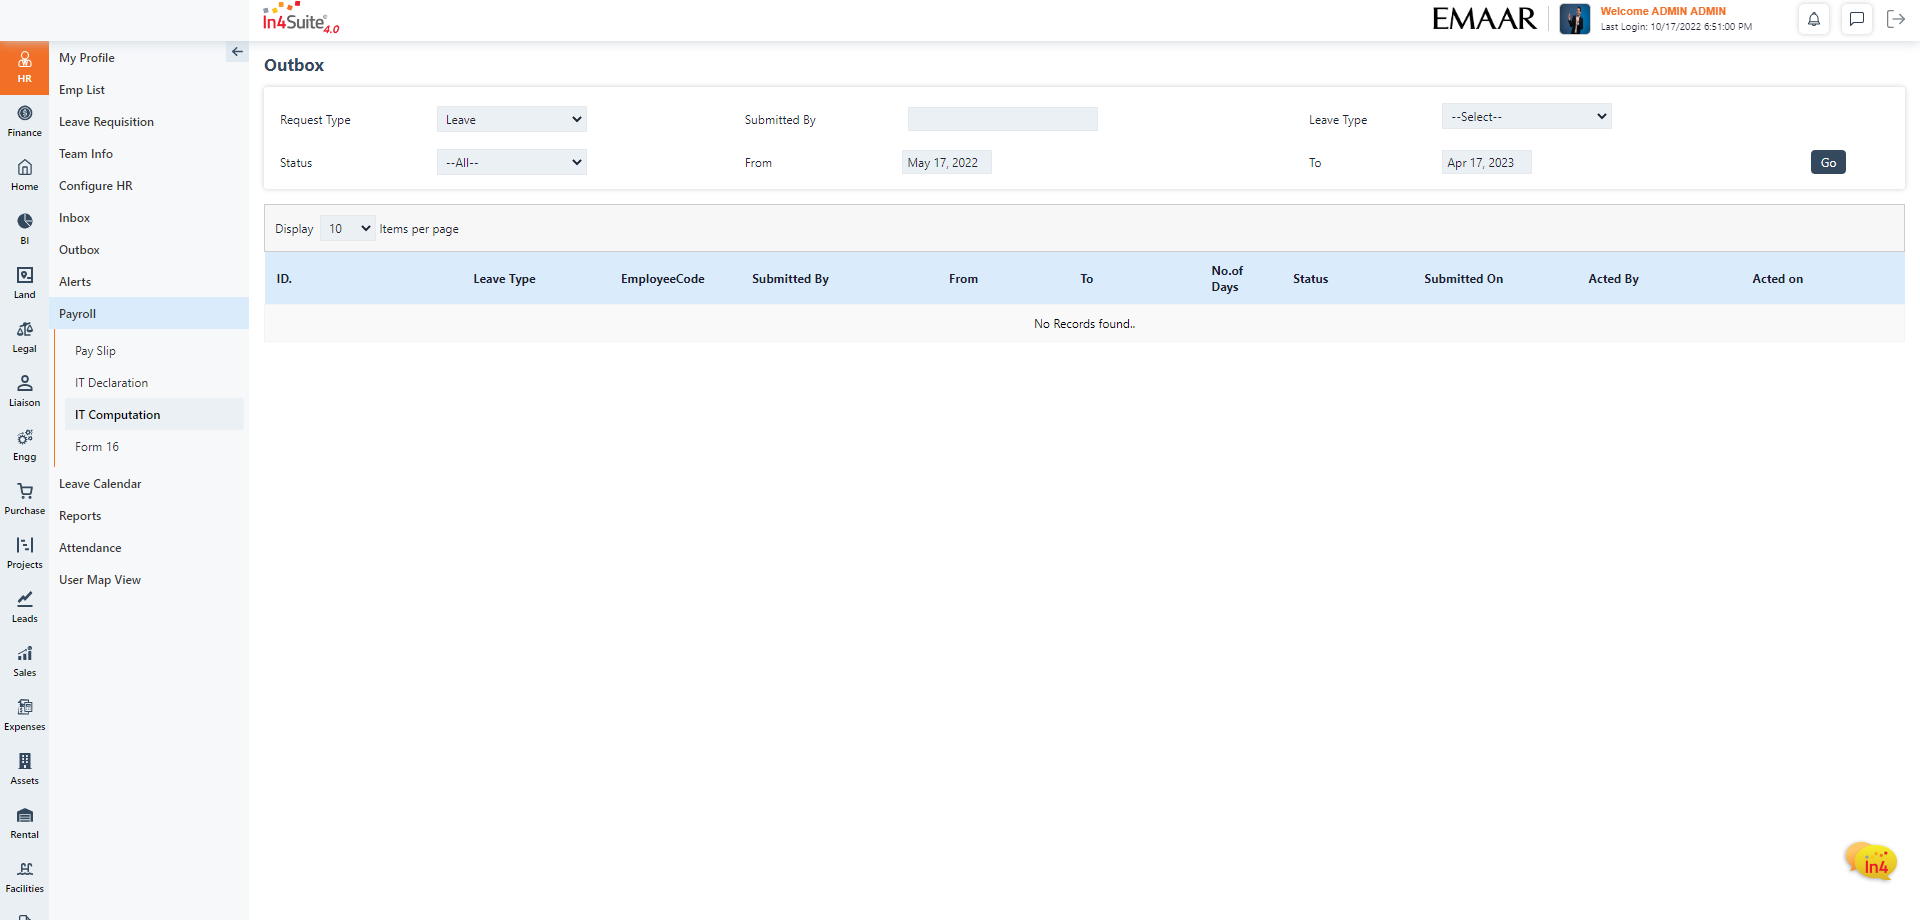 In4Suite® 4.0
EMAAR
Welcome ADMIN ADMIN
Last Login: 10/17/2022 6:51:00 PM
HR
Finance
Home
BI
Land
Legal
Liaison
Engg
Purchase
Projects
Leads
Sales
Expenses
Assets
Rental
Facilities
My Profile
Emp List
Leave Requisition
Team Info
Configure HR
Inbox
Outbox
Alerts
Payroll
Pay Slip
IT Declaration
IT Computation
Form 16
Leave Calendar
Reports
Attendance
User Map View
Outbox
Request Type Leave Submitted By Leave Type --Select--
Status --All-- From May 17, 2022 To Apr 17, 2023 Go
Display 10 Items per page
ID. Leave Type EmployeeCode Submitted By From To No.of Days Status Submitted On Acted By Acted on
No Records found..
in4